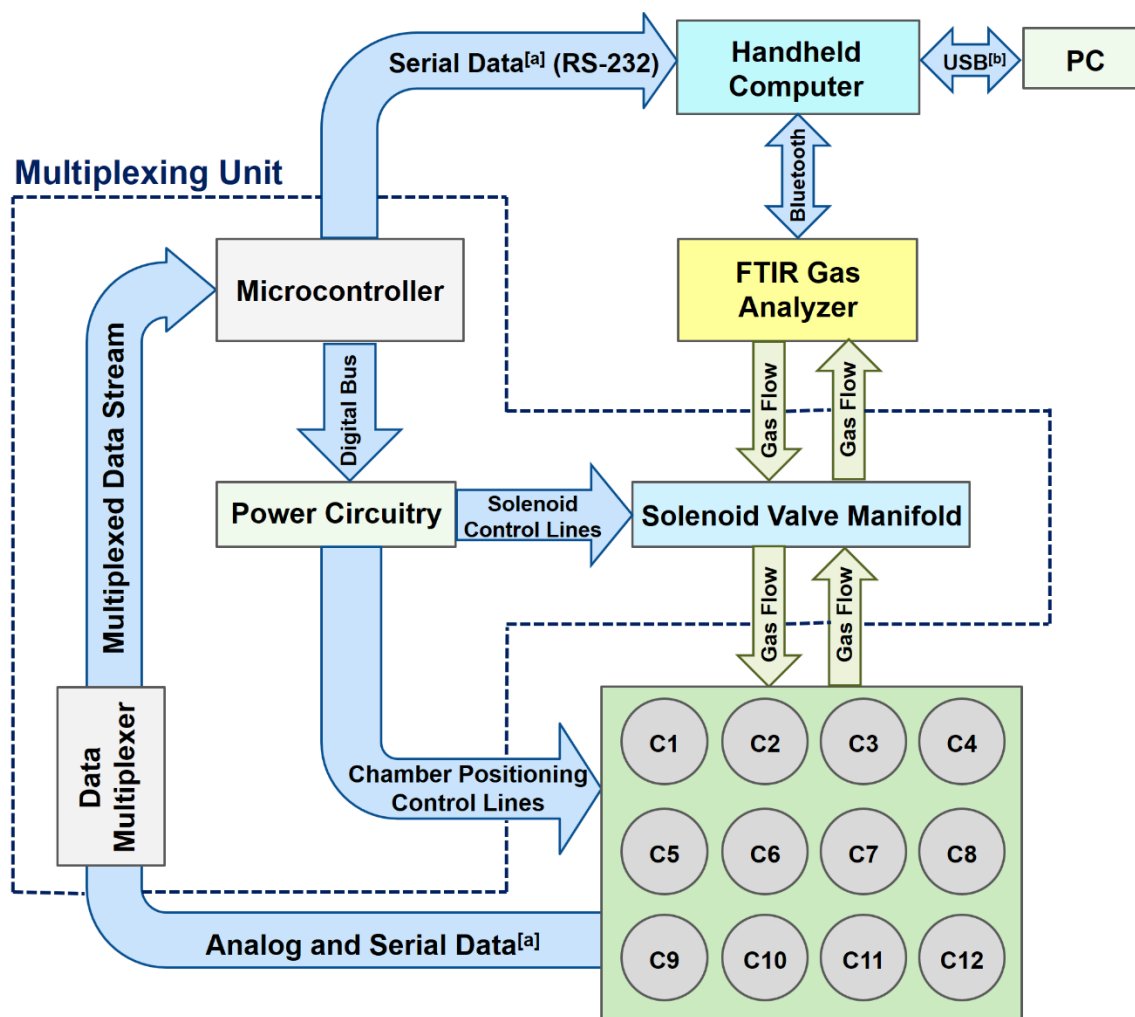 Serial Data[a] (RS-232)
Handheld
Computer
USB[b]
PC
Bluetooth
Multiplexing Unit
Microcontroller
FTIR Gas
Analyzer
Multiplexed Data Stream
Digital Bus
Gas Flow
Gas Flow
Power Circuitry
Solenoid
Control Lines
Solenoid Valve Manifold
Gas Flow
Gas Flow
Data
Multiplexer
Chamber Positioning
Control Lines
C1
C2
C3
C4
C5
C6
C7
C8
C9
C10
C11
C12
Analog and Serial Data[a]